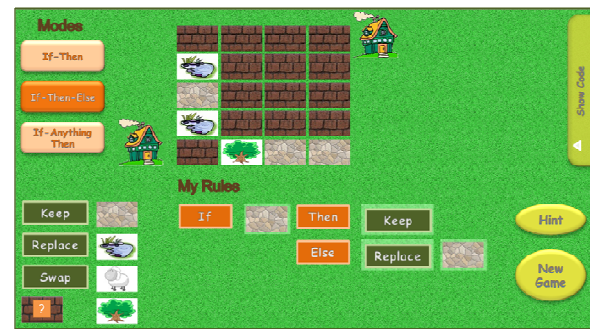 Modes
If-Then
If-Then-Else
If-Anything
Then
Show Code
My Rules
Keep
If
Then
Keep
Hint
Replace
Else
Replace
Swap
New
Game
?